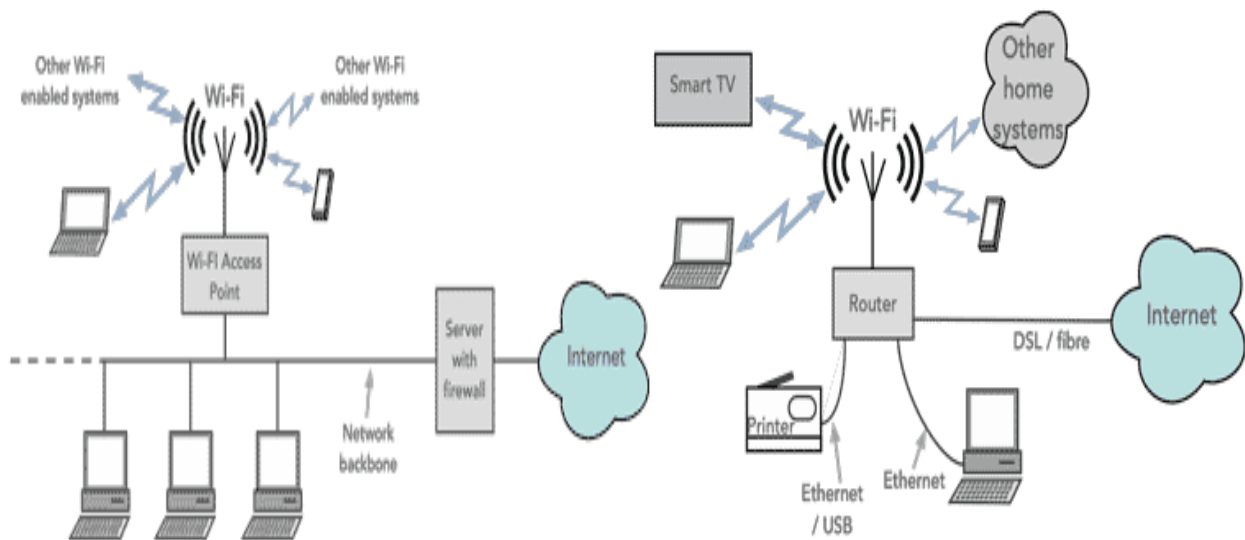 Other Wi-Fi
enabled systems
Wi-Fi
Other Wi-Fi
enabled systems
Wi-FI Access
Point
Server
with
firewall
Internet
Network
backbone
Smart TV
Wi-Fi
Other
home
systems
Router
Internet
DSL / fibre
Printer
Ethernet
/ USB
Ethernet